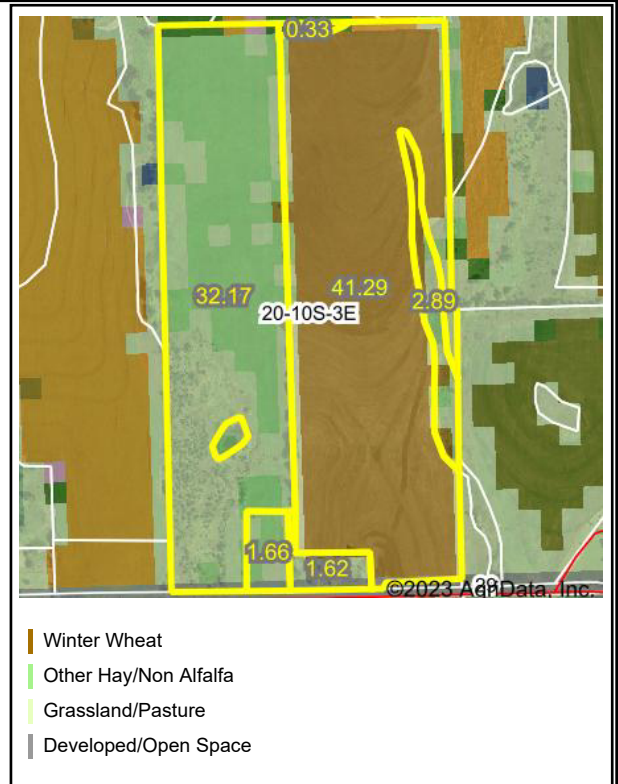 0.33
32.17
41.29
2.89
20-10S-3E
1.66
1.62
©2023 AgriData, Inc.
Winter Wheat
Other Hay/Non Alfalfa
Grassland/Pasture
Developed/Open Space